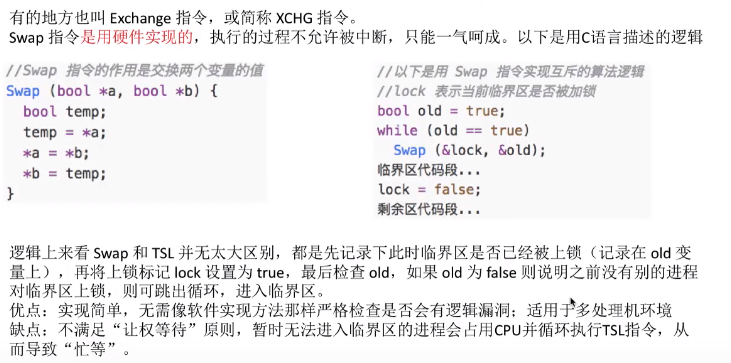 有的地方也叫 Exchange 指令，或简称 XCHG 指令。
Swap 指令是用硬件实现的，执行的过程不允许被中断，只能一气呵成。以下是用C语言描述的逻辑
//Swap 指令的作用是交换两个变量的值
Swap (bool *a, bool *b) {
  bool temp;
  temp = *a;
  *a = *b;
  *b = temp;
}
//以下是用 Swap 指令实现互斥的算法逻辑
//lock 表示当前临界区是否被加锁
bool old = true;
while (old == true)
  Swap (&lock, &old);
临界区代码段...
lock = false;
剩余区代码段...
逻辑上来看 Swap 和 TSL 并无太大区别，都是先记录下此时临界区是否已经被上锁（记录在 old 变
量上），再将上锁标记 lock 设置为 true，最后检查 old，如果 old 为 false 则说明之前没有别的进程
对临界区上锁，则可跳出循环，进入临界区。
优点：实现简单，无需像软件实现方法那样严格检查是否会有逻辑漏洞；适用于多处理机环境
缺点：不满足“让权等待”原则，暂时无法进入临界区的进程会占用CPU并循环执行TSL指令，从
而导致“忙等”。